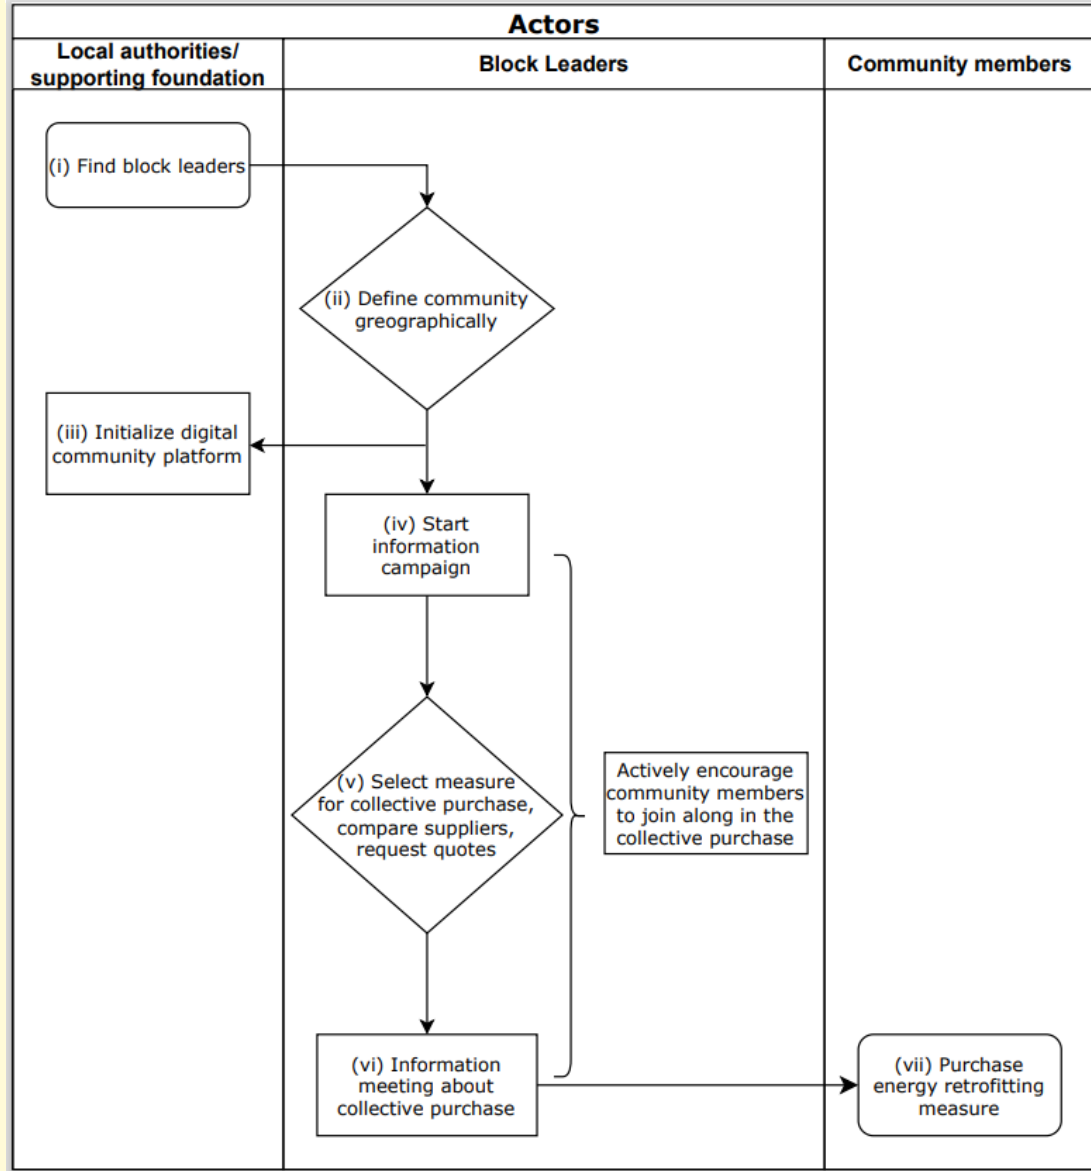 Actors
Local authorities/
supporting foundation
Block Leaders
Community members
(i) Find block leaders
(ii) Define community
greographically
(iii) Initialize digital
community platform
(iv) Start
information
campaign
(v) Select measure
for collective purchase,
compare suppliers,
request quotes
Actively encourage
community members
to join along in the
collective purchase
(vi) Information
meeting about
collective purchase
(vii) Purchase
energy retrofitting
measure